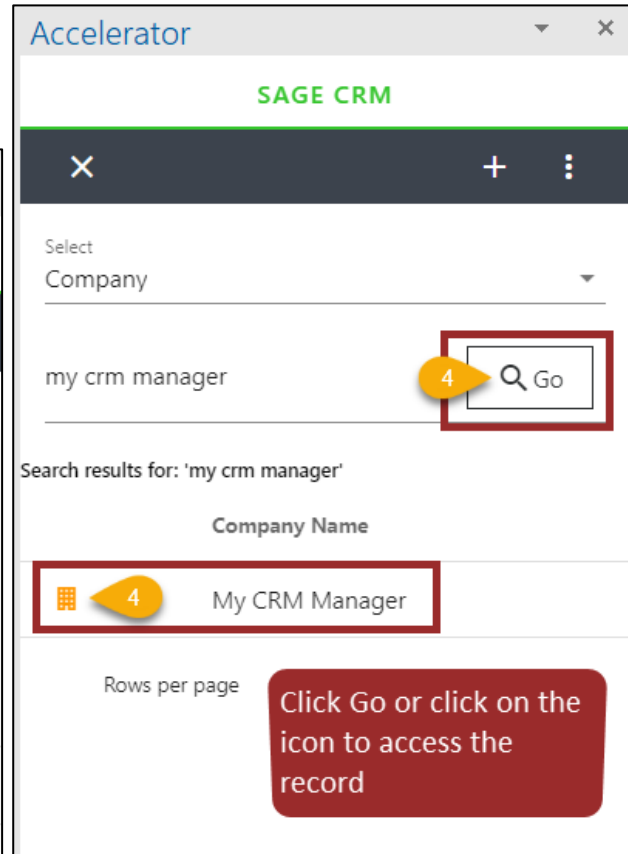 Accelerator
SAGE CRM
Select
Company
my crm manager
4
Go
Search results for: 'my crm manager'
Company Name
4
My CRM Manager
Rows per page
Click Go or click on the
icon to access the
record